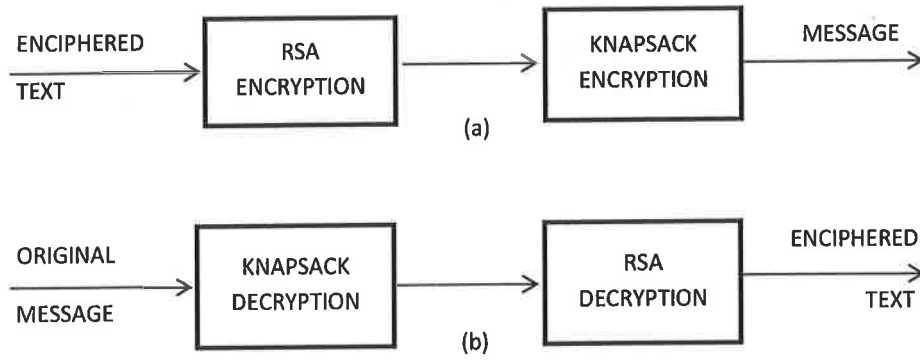 ENCIPHERED
TEXT
RSA
ENCRYPTION
KNAPSACK
ENCRYPTION
MESSAGE
(a)
ORIGINAL
MESSAGE
KNAPSACK
DECRYPTION
RSA
DECRYPTION
ENCIPHERED
TEXT
(b)